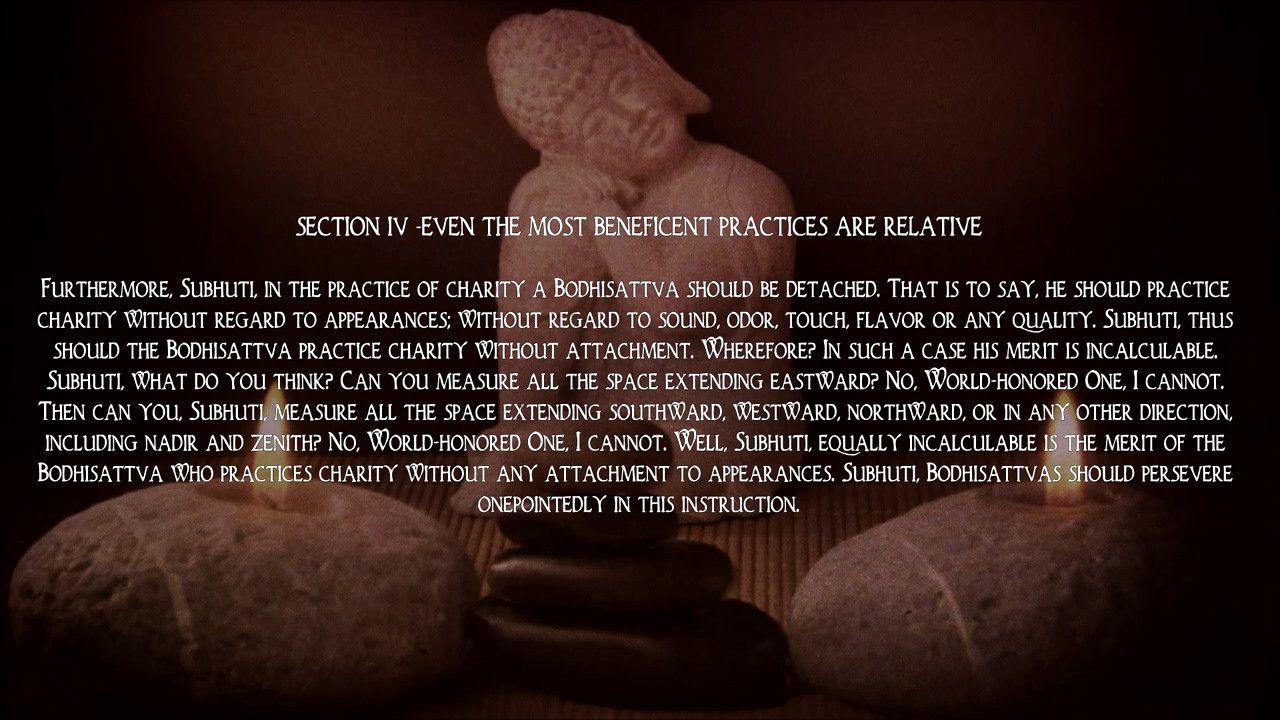 SECTION IV -EVEN THE MOST BENEFICENT PRACTICES ARE RELATIVE
Furthermore, Subhuti, in the practice of charity a Bodhisattva should be detached. That is to say, he should practice
charity without regard to appearances; without regard to sound, odor, touch, flavor or any quality. Subhuti, thus
should the Bodhisattva practice charity without attachment. Wherefore? In such a case his merit is incalculable.
Subhuti, what do you think? Can you measure all the space extending eastward? No, World-honored One, I cannot.
Then can you, Subhuti, measure all the space extending southward, westward, northward, or in any other direction,
including nadir and zenith? No, World-honored One, I cannot. Well, Subhuti, equally incalculable is the merit of the
Bodhisattva who practices charity without any attachment to appearances. Subhuti, Bodhisattvas should persevere
onepointedly in this instruction.